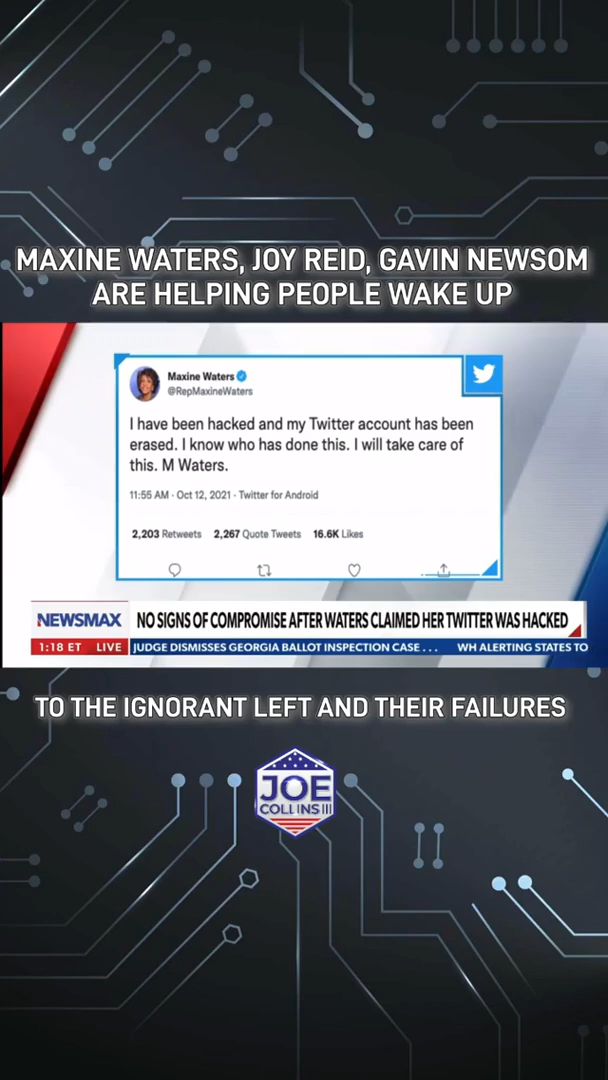 MAXINE WATERS, JOY REID, GAVIN NEWSOM
ARE HELPING PEOPLE WAKE UP
Maxine Waters
@RepMaxineWaters
I have been hacked and my Twitter account has been
erased. I know who has done this. I will take care of
this. M Waters.
11:55 AM · Oct 12, 2021 · Twitter for Android
2,203 Retweets 2,267 Quote Tweets 16.6K Likes
NEWSMAX NO SIGNS OF COMPROMISE AFTER WATERS CLAIMED HER TWITTER WAS HACKED
1:18 ET LIVE JUDGE DISMISSES GEORGIA BALLOT INSPECTION CASE . . . WH ALERTING STATES TO
TO THE IGNORANT LEFT AND THEIR FAILURES
JOE
COLLINS III